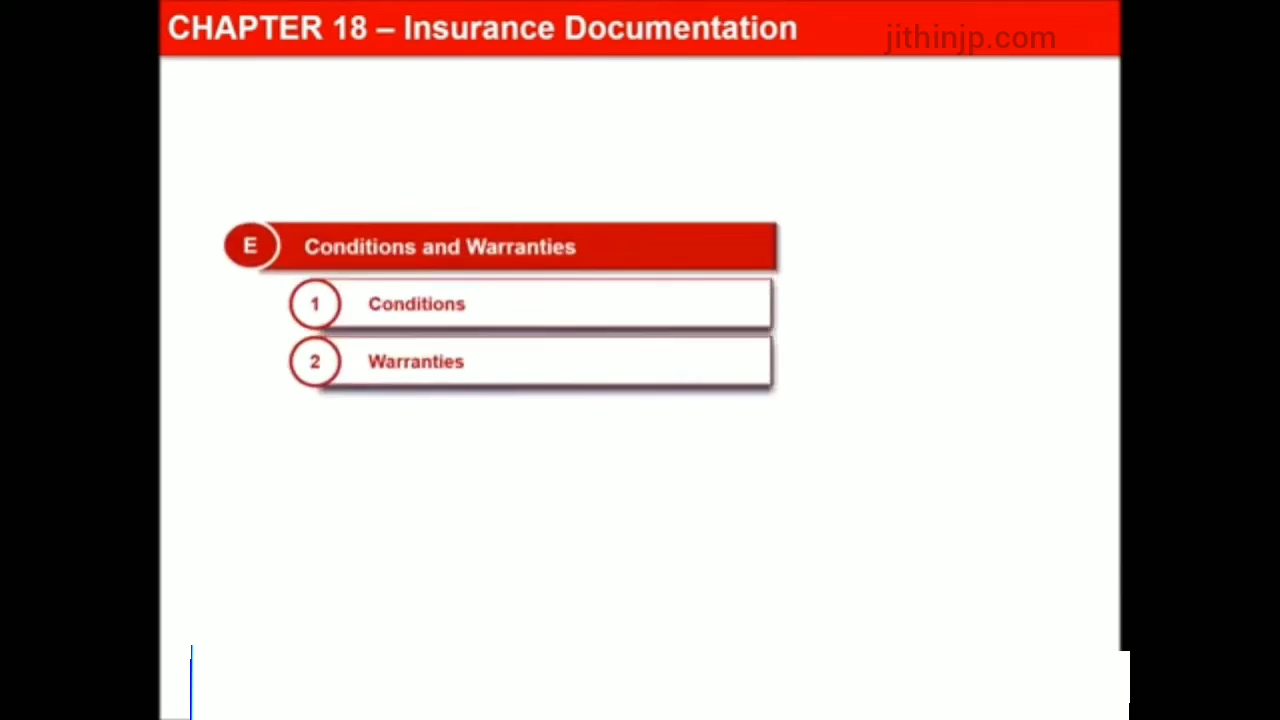 CHAPTER 18 – Insurance Documentation
jithinjp.com
E Conditions and Warranties
1 Conditions
2 Warranties